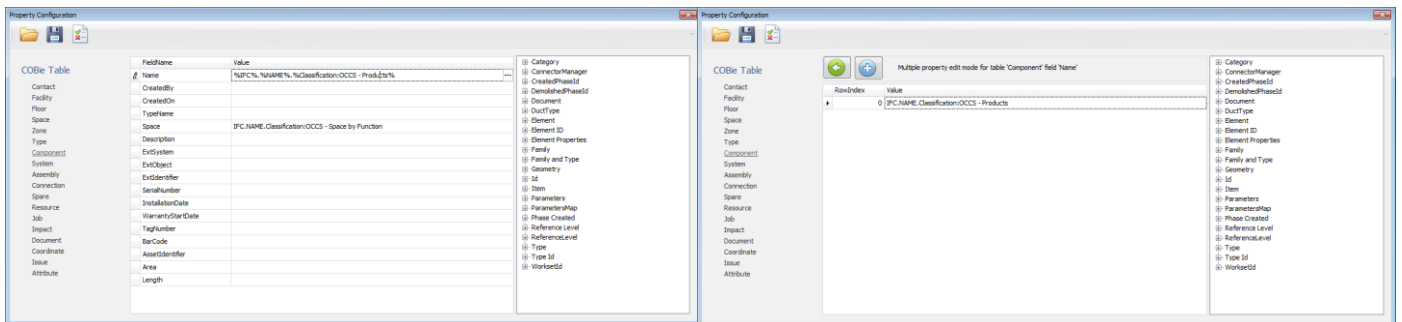 Property Configuration
COBie Table
Contact
Facility
Floor
Space
Zone
Type
Component
System
Assembly
Connection
Spare
Resource
Job
Impact
Document
Coordinate
Issue
Attribute
FieldName Value
Name %IFC%.%NAME%.%Classification:OCCS - Products% ...
CreatedBy
CreatedOn
TypeName
Space IFC.NAME.Classification:OCCS - Space by Function
Description
ExtSystem
ExtObject
ExtIdentifier
SerialNumber
InstallationDate
WarrantyStartDate
TagNumber
BarCode
AssetIdentifier
Area
Length
Category
ConnectorManager
CreatedPhaseId
DemolishedPhaseId
Document
DuctType
Element
Element ID
Element Properties
Family
Family and Type
Geometry
Id
Item
Parameters
ParametersMap
Phase Created
Reference Level
ReferenceLevel
Type
Type Id
WorksetId
Property Configuration
COBie Table
Contact
Facility
Floor
Space
Zone
Type
Component
System
Assembly
Connection
Spare
Resource
Job
Impact
Document
Coordinate
Issue
Attribute
Multiple property edit mode for table 'Component' field 'Name'
RowIndex Value
0 IFC.NAME.Classification:OCCS - Products
Category
ConnectorManager
CreatedPhaseId
DemolishedPhaseId
Document
DuctType
Element
Element ID
Element Properties
Family
Family and Type
Geometry
Id
Item
Parameters
ParametersMap
Phase Created
Reference Level
ReferenceLevel
Type
Type Id
WorksetId